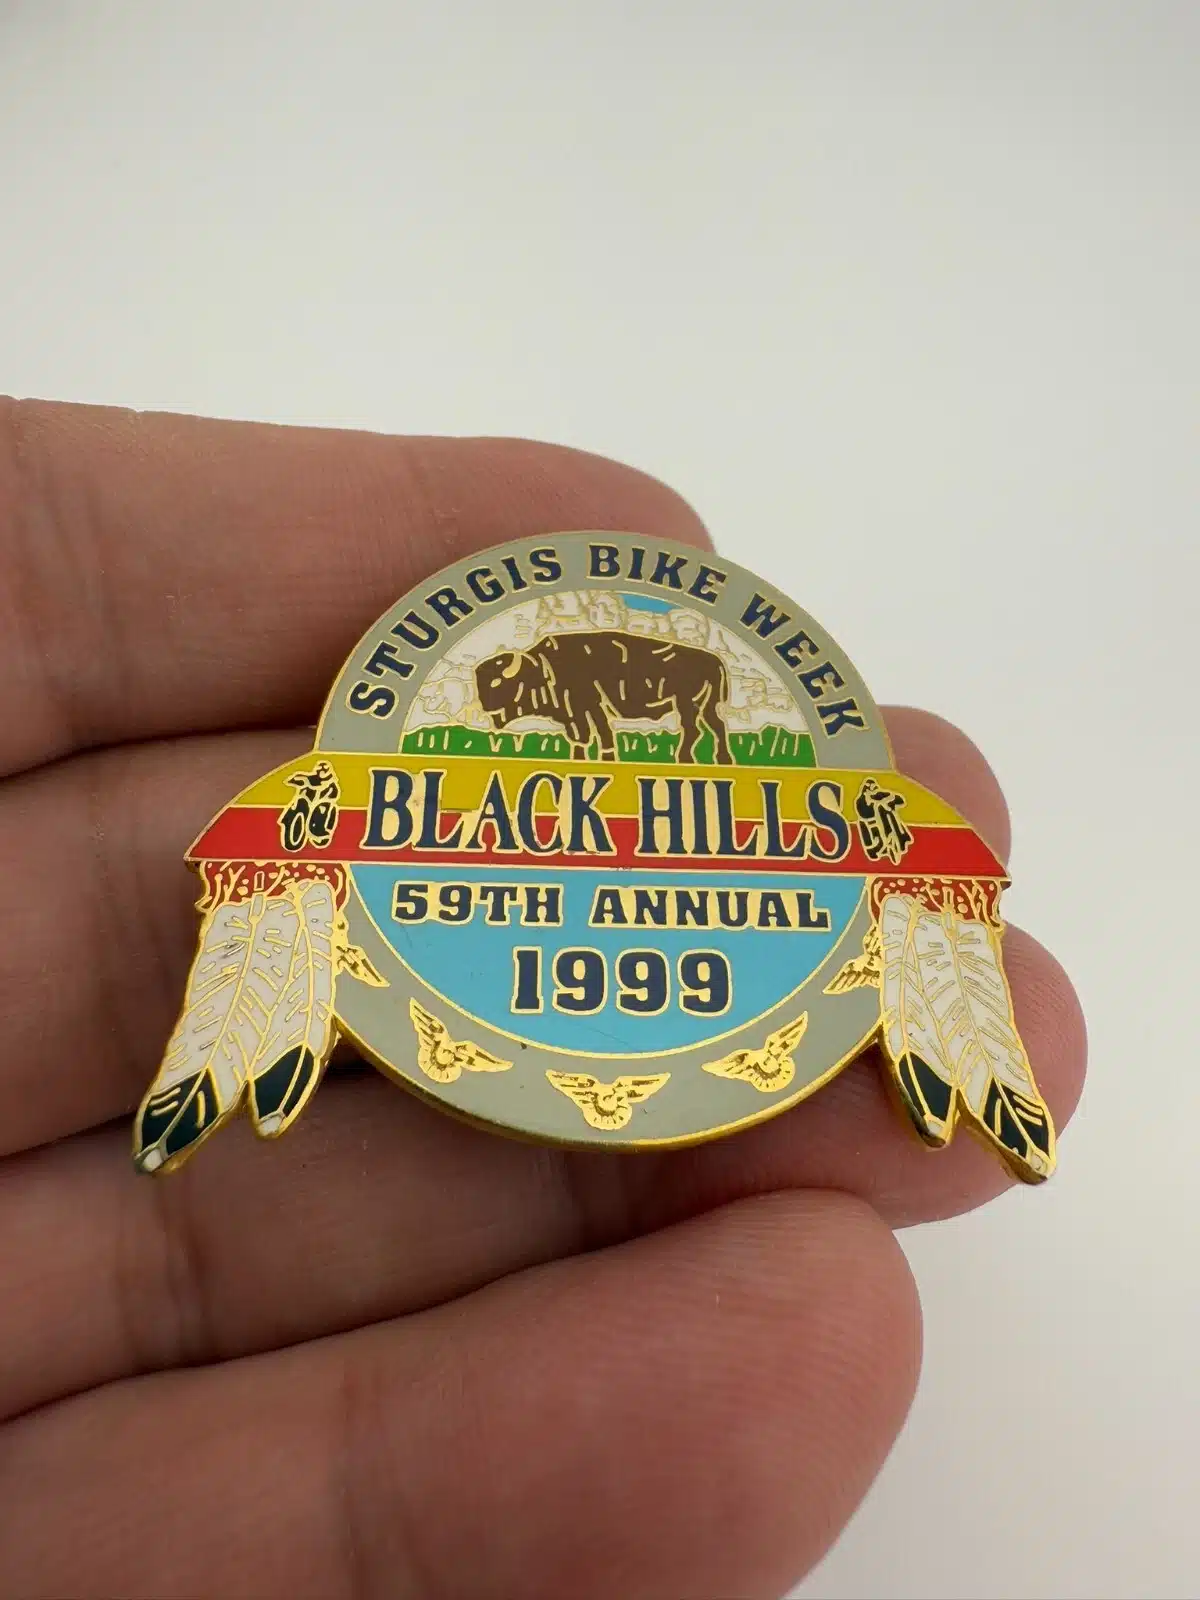 STURGIS BIKE WEEK
BLACK HILLS
59TH ANNUAL
1999